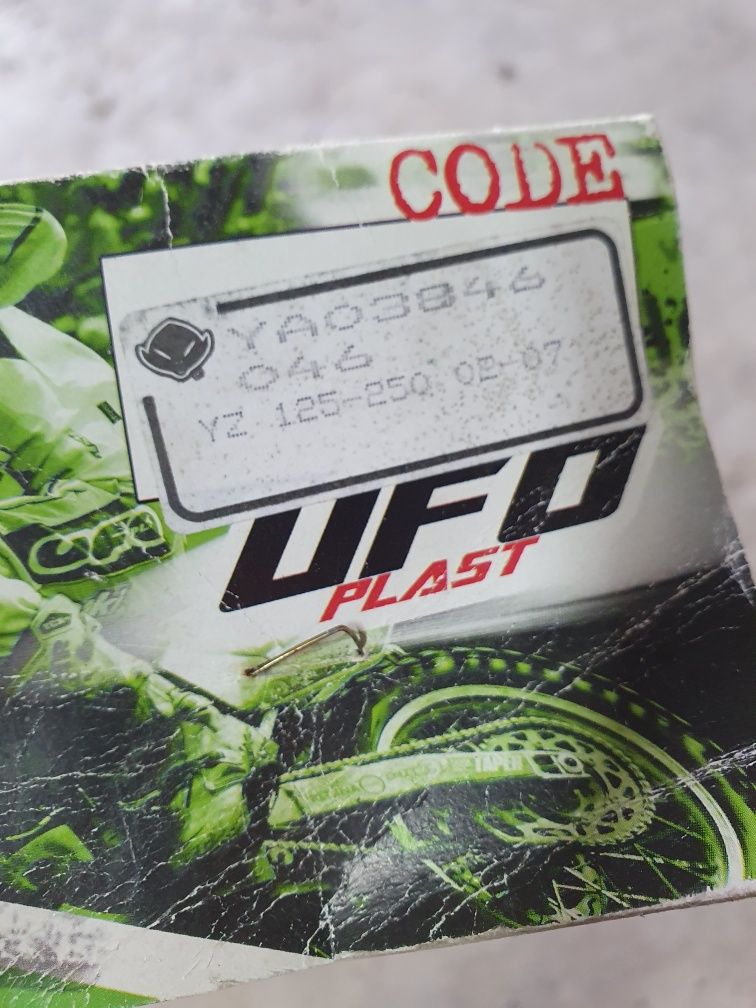 CODE
YA03846
046
YZ 125-250 02-07
UFO
PLAST